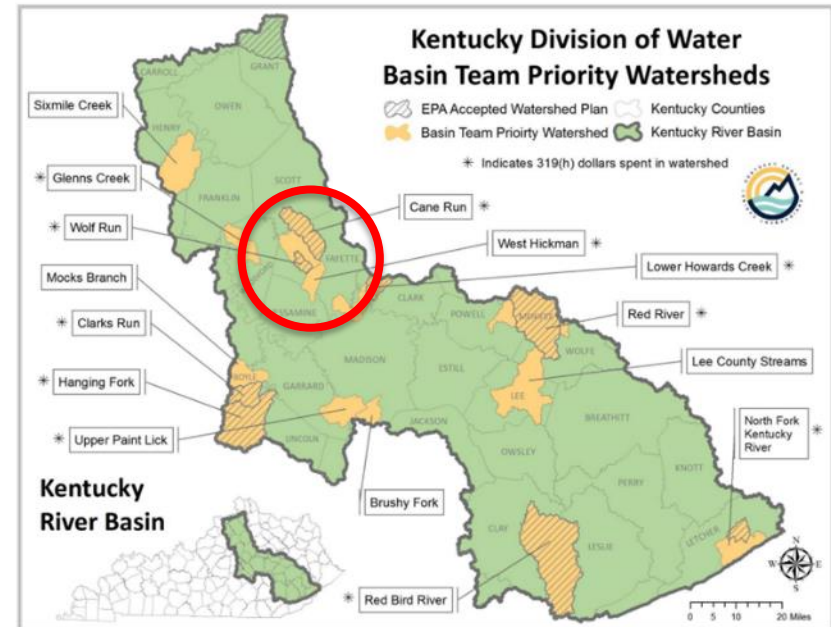 Kentucky Division of Water
Basin Team Priority Watersheds
EPA Accepted Watershed Plan
Kentucky Counties
Basin Team Prioirty Watershed
Kentucky River Basin
* Indicates 319(h) dollars spent in watershed
CARROLL
GRANT
OWEN
Sixmile Creek
HENRY
* Glenns Creek
SCOTT
FRANKLIN
Cane Run *
* Wolf Run
FAYETTE
West Hickman *
Lower Howards Creek *
Mocks Branch
CLARK
POWELL
Red River *
* Clarks Run
MADISON
ESTILL
WOLFE
Lee County Streams
* Hanging Fork
BOYLE
GARRARD
LEE
BREATHITT
* Upper Paint Lick
LINCOLN
JACKSON
North Fork
Kentucky
River *
OWSLEY
KNOTT
Brushy Fork
PERRY
Kentucky
River Basin
CLAY
LESLIE
LETCHER
N
W E
S
* Red Bird River
0 5 10 20 Miles